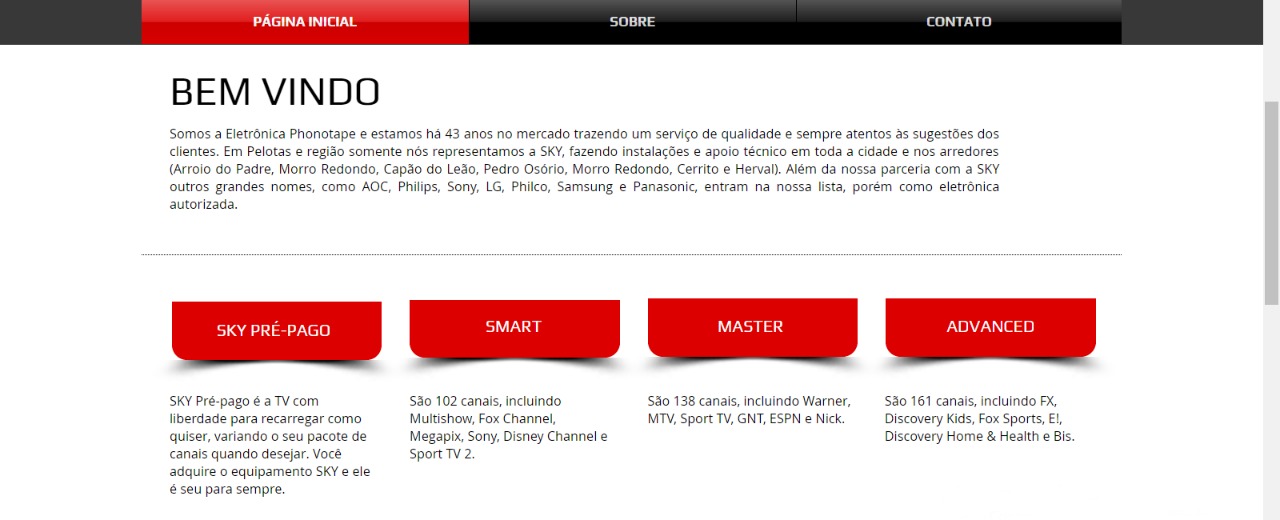 PÁGINA INICIAL
SOBRE
CONTATO
BEM VINDO
Somos a Eletrônica Phonotape e estamos há 43 anos no mercado trazendo um serviço de qualidade e sempre atentos às sugestões dos
clientes. Em Pelotas e região somente nós representamos a SKY, fazendo instalações e apoio técnico em toda a cidade e nos arredores
(Arroio do Padre, Morro Redondo, Capão do Leão, Pedro Osório, Morro Redondo, Cerrito e Herval). Além da nossa parceria com a SKY
outros grandes nomes, como AOC, Philips, Sony, LG, Philco, Samsung e Panasonic, entram na nossa lista, porém como eletrônica
autorizada.
SKY PRÉ-PAGO
SKY Pré-pago é a TV com
liberdade para recarregar como
quiser, variando o seu pacote de
canais quando desejar. Você
adquire o equipamento SKY e ele
é seu para sempre.
SMART
São 102 canais, incluindo
Multishow, Fox Channel,
Megapix, Sony, Disney Channel e
Sport TV 2.
MASTER
São 138 canais, incluindo Warner,
MTV, Sport TV, GNT, ESPN e Nick.
ADVANCED
São 161 canais, incluindo FX,
Discovery Kids, Fox Sports, E!,
Discovery Home & Health e Bis.